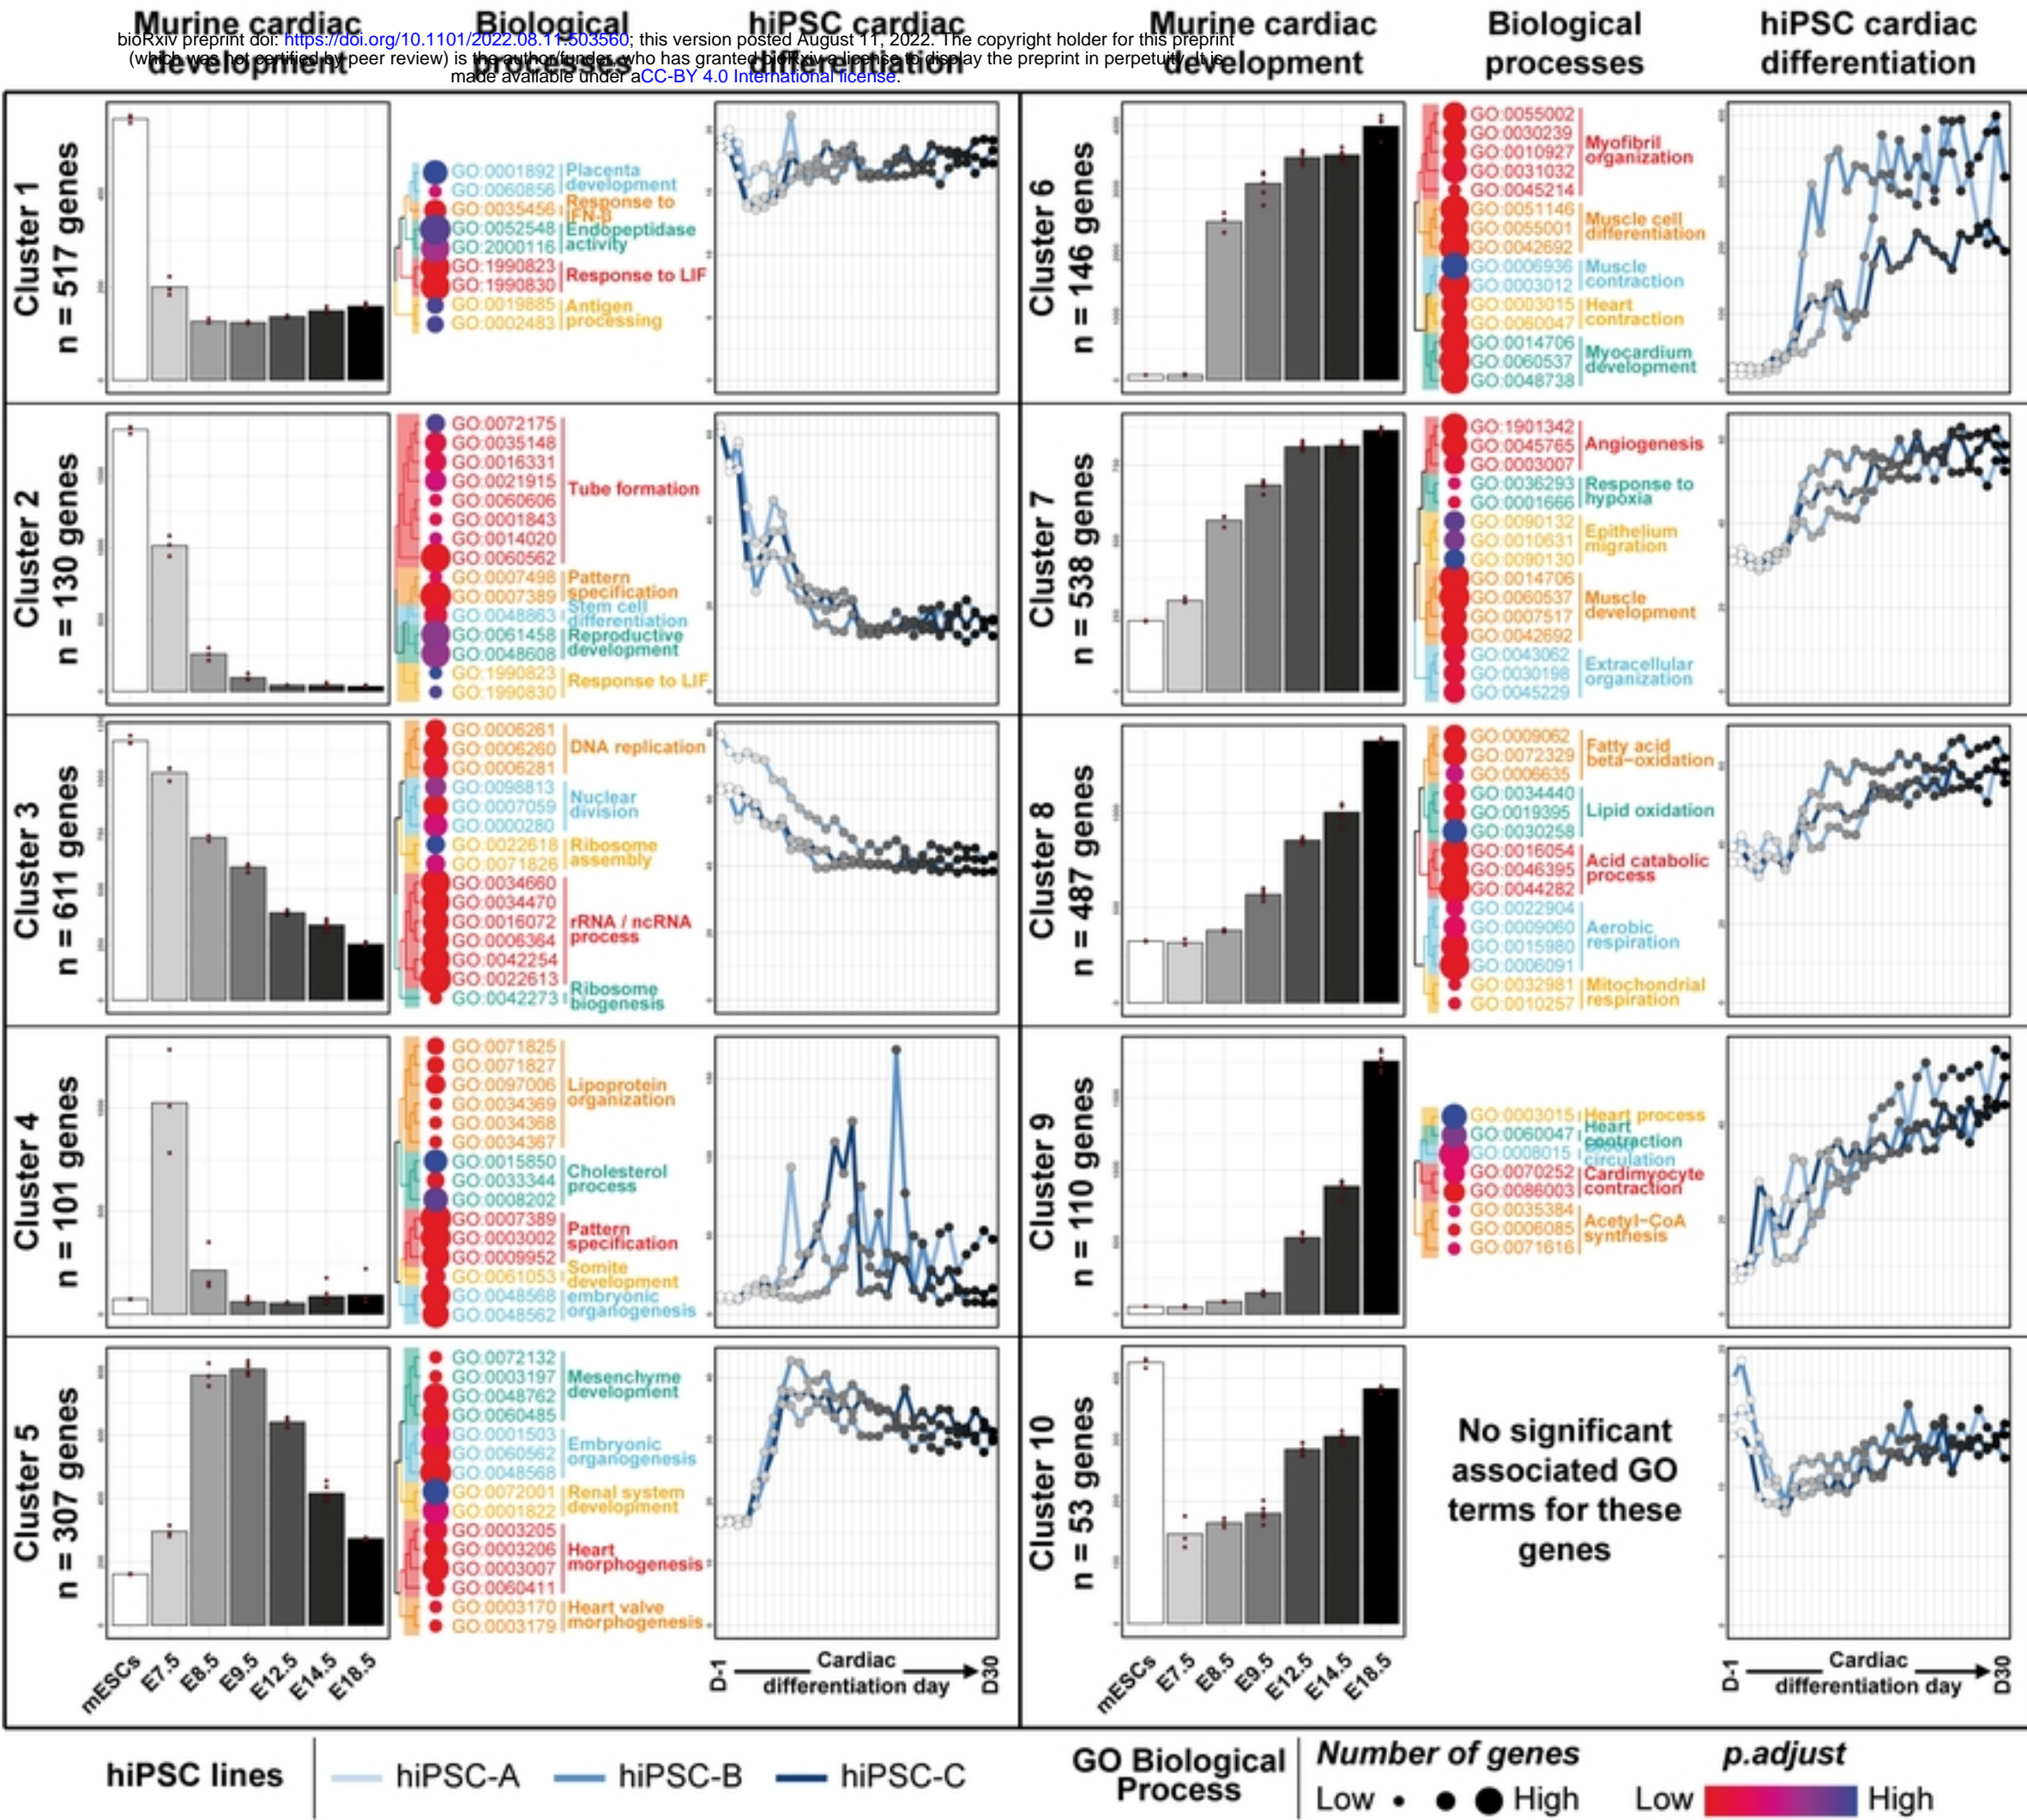 Murine cardiac
development
Biological
processes
hiPSC cardiac
differentiation
Murine cardiac
development
Biological
processes
hiPSC cardiac
differentiation
bioRxiv preprint doi: https://doi.org/10.1101/2022.08.11.503560; this version posted August 11, 2022. The copyright holder for this preprint
(which was not certified by peer review) is the author/funder, who has granted bioRxiv a license to display the preprint in perpetuity. It is
made available under aCC-BY 4.0 International license.
Cluster 1
n = 517 genes
GO:0001892
GO:0060856
GO:0035456
GO:0052548
GO:2000116
GO:1990823
GO:1990830
GO:0019885
GO:0002483
Placenta
development
Response to
IFN-β
Endopeptidase
activity
Response to LIF
Antigen
processing
Cluster 2
n = 130 genes
GO:0072175
GO:0035148
GO:0016331
GO:0021915
GO:0060606
GO:0001843
GO:0014020
GO:0060562
GO:0007498
GO:0007389
GO:0048863
GO:0061458
GO:0048608
GO:1990823
GO:1990830
Tube formation
Pattern
specification
Stem cell
differentiation
Reproductive
development
Response to LIF
Cluster 3
n = 611 genes
GO:0006261
GO:0006260
GO:0006281
GO:0098813
GO:0007059
GO:0000280
GO:0022618
GO:0071826
GO:0034660
GO:0034470
GO:0016072
GO:0006364
GO:0042254
GO:0022613
GO:0042273
DNA replication
Nuclear
division
Ribosome
assembly
rRNA / ncRNA
process
Ribosome
biogenesis
Cluster 4
n = 101 genes
GO:0071825
GO:0071827
GO:0097006
GO:0034369
GO:0034368
GO:0034367
GO:0015850
GO:0033344
GO:0008202
GO:0007389
GO:0003002
GO:0009952
GO:0061053
GO:0048568
GO:0048562
Lipoprotein
organization
Cholesterol
process
Pattern
specification
Somite
development
embryonic
organogenesis
Cluster 5
n = 307 genes
GO:0072132
GO:0003197
GO:0048762
GO:0060485
GO:0001503
GO:0060562
GO:0048568
GO:0072001
GO:0001822
GO:0003205
GO:0003206
GO:0003007
GO:0060411
GO:0003170
GO:0003179
Mesenchyme
development
Embryonic
organogenesis
Renal system
development
Heart
morphogenesis
Heart valve
morphogenesis
mESCs
E7.5
E8.5
E9.5
E12.5
E14.5
E18.5
D-1
Cardiac
differentiation day
D30
Cluster 6
n = 146 genes
GO:0055002
GO:0030239
GO:0010927
GO:0031032
GO:0045214
GO:0051146
GO:0055001
GO:0042692
GO:0006936
GO:0003012
GO:0003015
GO:0060047
GO:0014706
GO:0060537
GO:0048738
Myofibril
organization
Muscle cell
differentiation
Muscle
contraction
Heart
contraction
Myocardium
development
Cluster 7
n = 538 genes
GO:1901342
GO:0045765
GO:0003007
GO:0036293
GO:0001666
GO:0090132
GO:0010631
GO:0090130
GO:0014706
GO:0060537
GO:0007517
GO:0042692
GO:0043062
GO:0030198
GO:0045229
Angiogenesis
Response to
hypoxia
Epithelium
migration
Muscle
development
Extracellular
organization
Cluster 8
n = 487 genes
GO:0009062
GO:0072329
GO:0006635
GO:0034440
GO:0019395
GO:0030258
GO:0016054
GO:0046395
GO:0044282
GO:0022904
GO:0009060
GO:0015980
GO:0006091
GO:0032981
GO:0010257
Fatty acid
beta−oxidation
Lipid oxidation
Acid catabolic
process
Aerobic
respiration
Mitochondrial
respiration
Cluster 9
n = 110 genes
GO:0003015
GO:0060047
GO:0008015
GO:0070252
GO:0086003
GO:0035384
GO:0006085
GO:0071616
Heart process
Heart
contraction
circulation
Cardimyocyte
contraction
Acetyl−CoA
synthesis
Cluster 10
n = 53 genes
No significant
associated GO
terms for these
genes
mESCs
E7.5
E8.5
E9.5
E12.5
E14.5
E18.5
D-1
Cardiac
differentiation day
D30
hiPSC lines
hiPSC-A
hiPSC-B
hiPSC-C
GO Biological
Process
Number of genes
Low
High
p.adjust
Low
High